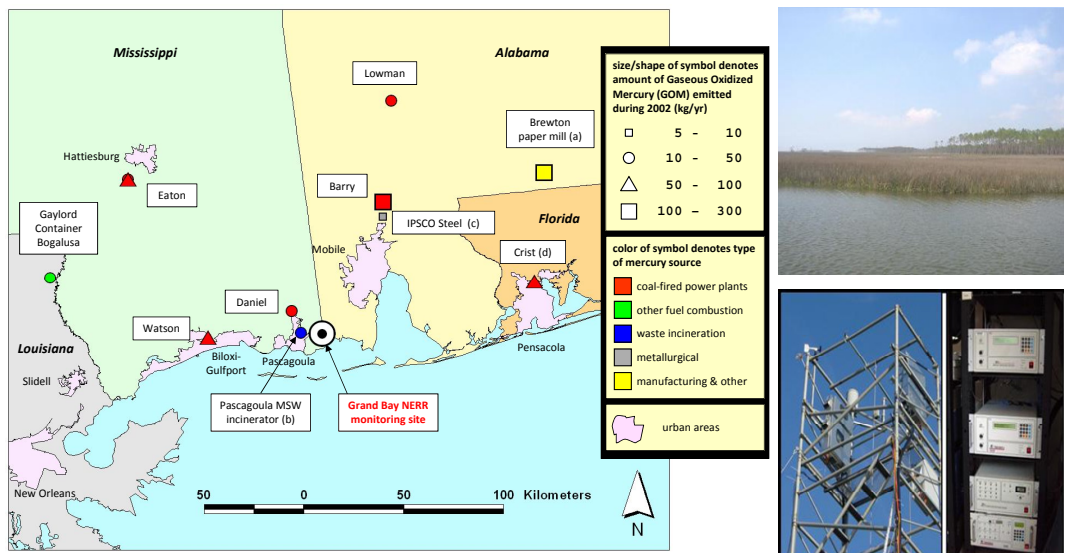 Mississippi
Alabama
Lowman
Brewton
paper mill (a)
Hattiesburg
Eaton
Barry
IPSCO Steel (c)
Florida
Gaylord
Container
Bogalusa
Mobile
Crist (d)
Daniel
Watson
Louisiana
Biloxi-
Gulfport
Pascagoula
Pensacola
Slidell
Pascagoula MSW
incinerator (b)
Grand Bay NERR
monitoring site
New Orleans
50 0 50 100 Kilometers
N
size/shape of symbol denotes
amount of Gaseous Oxidized
Mercury (GOM) emitted
during 2002 (kg/yr)
5 - 10
10 - 50
50 - 100
100 - 300
color of symbol denotes type
of mercury source
coal-fired power plants
other fuel combustion
waste incineration
metallurgical
manufacturing & other
urban areas